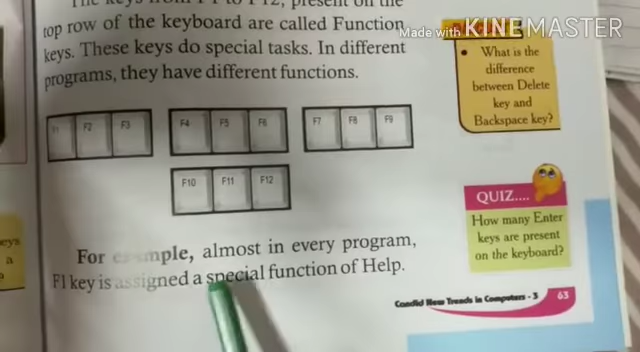 The keys from F1 to F12, present on the
top row of the keyboard are called Function
keys. These keys do special tasks. In different
programs, they have different functions.
F1 F2 F3 F4 F5 F6 F7 F8 F9
F10 F11 F12
For example, almost in every program,
F1 key is assigned a special function of Help.
Made with KINEMASTER
• What is the
difference
between Delete
key and
Backspace key?
QUIZ....
How many Enter
keys are present
on the keyboard?
Candid New Trends in Computers - 3 63
eys
a